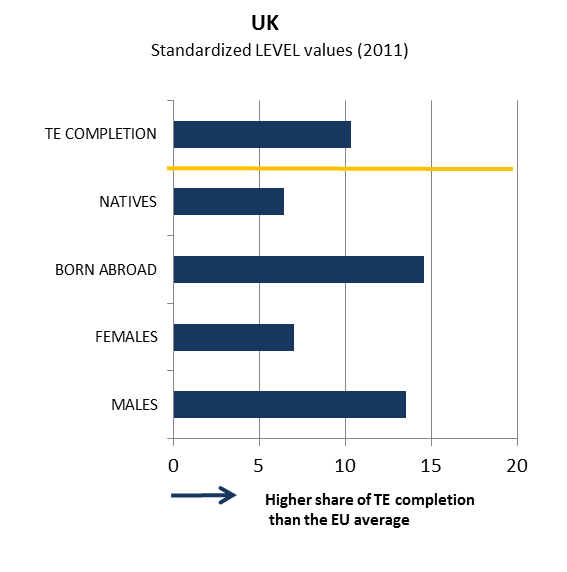 UK
Standardized LEVEL values (2011)
TE COMPLETION
NATIVES
BORN ABROAD
FEMALES
MALES
0 5 10 15 20
Higher share of TE completion
than the EU average